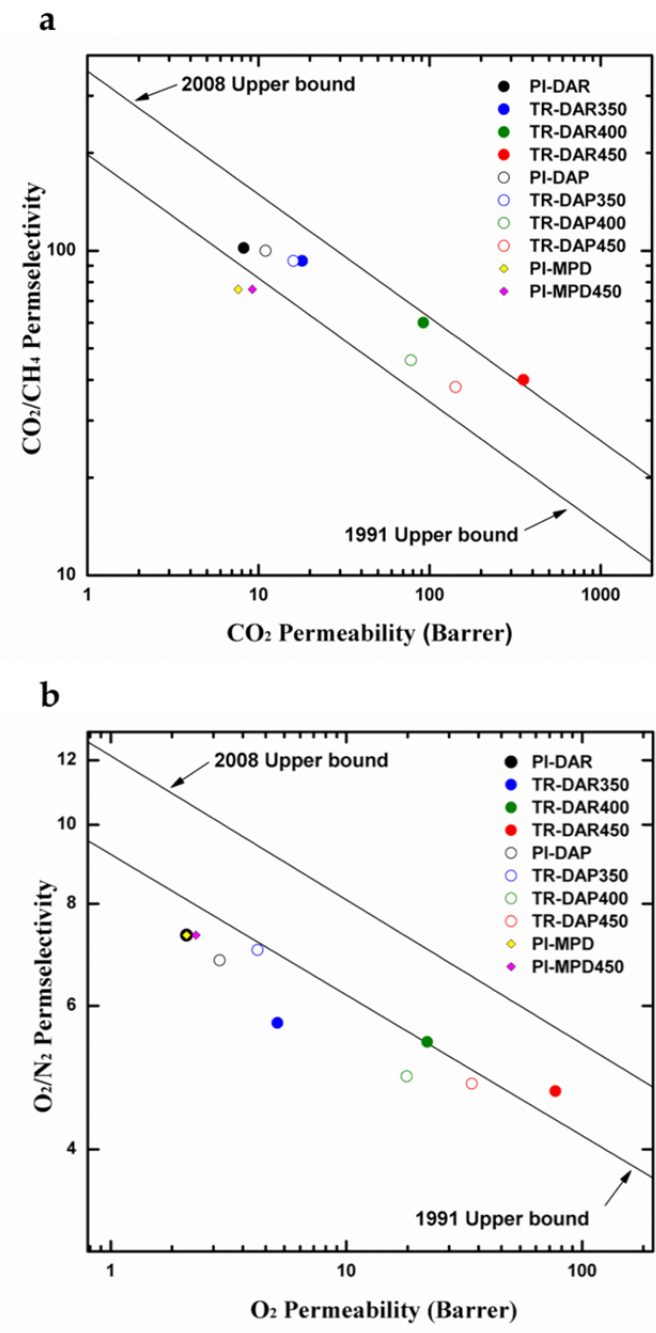 a
2008 Upper bound
PI-DAR
TR-DAR350
TR-DAR400
TR-DAR450
PI-DAP
TR-DAP350
TR-DAP400
TR-DAP450
PI-MPD
PI-MPD450
100
10
CO₂/CH₄ Permselectivity
1991 Upper bound
1 10 100 1000
CO₂ Permeability (Barrer)
b
2008 Upper bound
PI-DAR
TR-DAR350
TR-DAR400
TR-DAR450
PI-DAP
TR-DAP350
TR-DAP400
TR-DAP450
PI-MPD
PI-MPD450
12
10
8
6
4
O₂/N₂ Permselectivity
1991 Upper bound
1 10 100
O₂ Permeability (Barrer)